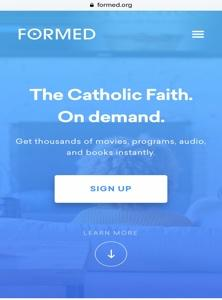 formed.org
FORMED
The Catholic Faith.
On demand.
Get thousands of movies, programs, audio,
and books instantly.
SIGN UP
LEARN MORE